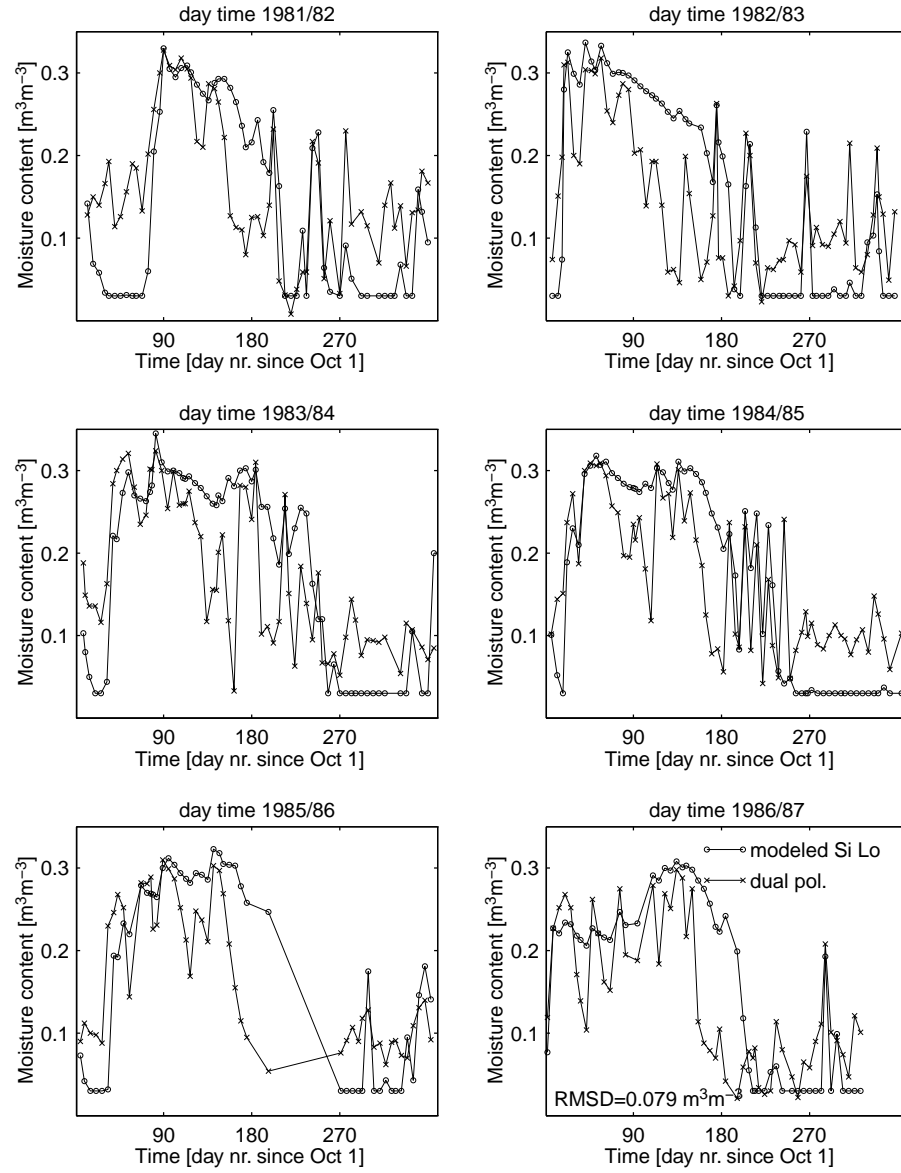 day time 1981/82
day time 1982/83
Moisture content [m³m⁻³]
0.3
0.2
0.1
90
180
270
Time [day nr. since Oct 1]
Moisture content [m³m⁻³]
0.3
0.2
0.1
90
180
270
Time [day nr. since Oct 1]
day time 1983/84
day time 1984/85
Moisture content [m³m⁻³]
0.3
0.2
0.1
90
180
270
Time [day nr. since Oct 1]
Moisture content [m³m⁻³]
0.3
0.2
0.1
90
180
270
Time [day nr. since Oct 1]
day time 1985/86
day time 1986/87
Moisture content [m³m⁻³]
0.3
0.2
0.1
90
180
270
Time [day nr. since Oct 1]
Moisture content [m³m⁻³]
0.3
0.2
0.1
modeled Si Lo
dual pol.
RMSD=0.079 m³m⁻
90
180
270
Time [day nr. since Oct 1]